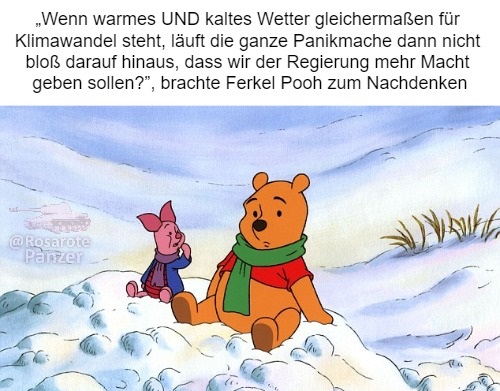 „Wenn warmes UND kaltes Wetter gleichermaßen für
Klimawandel steht, läuft die ganze Panikmache dann nicht
bloß darauf hinaus, dass wir der Regierung mehr Macht
geben sollen?”, brachte Ferkel Pooh zum Nachdenken
@Rosarote
Panzer